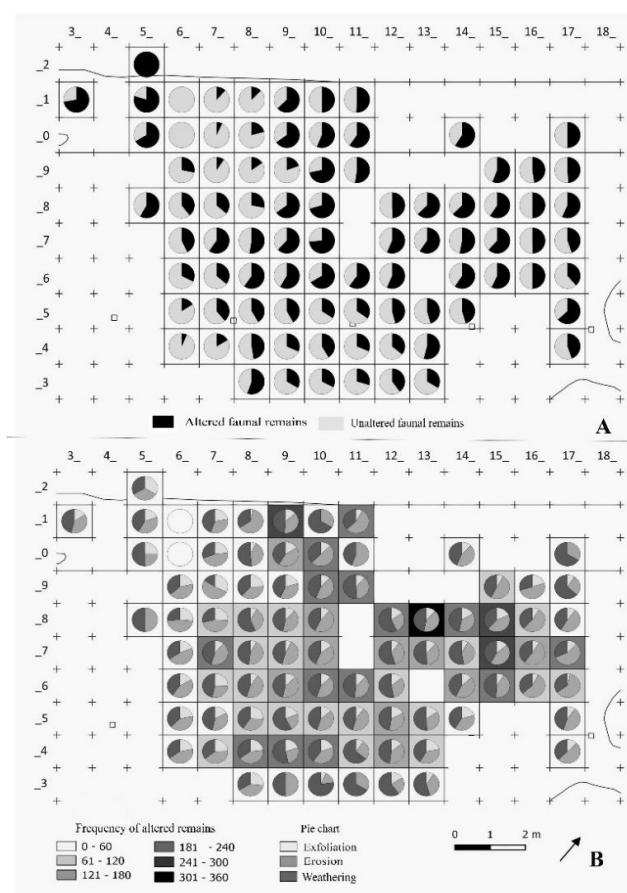 3_ 4_ 5_ 6_ 7_ 8_ 9_ 10_ 11_ 12_ 13_ 14_ 15_ 16_ 17_ 18_
_2
_1
_0
_9
_8
_7
_6
_5
_4
_3
Altered faunal remains Unaltered faunal remains
A
3_ 4_ 5_ 6_ 7_ 8_ 9_ 10_ 11_ 12_ 13_ 14_ 15_ 16_ 17_ 18_
_2
_1
_0
_9
_8
_7
_6
_5
_4
_3
Frequency of altered remains Pie chart
0 - 60 181 - 240 Exfoliation
61 - 120 241 - 300 Erosion
121 - 180 301 - 360 Weathering
0 1 2 m
B